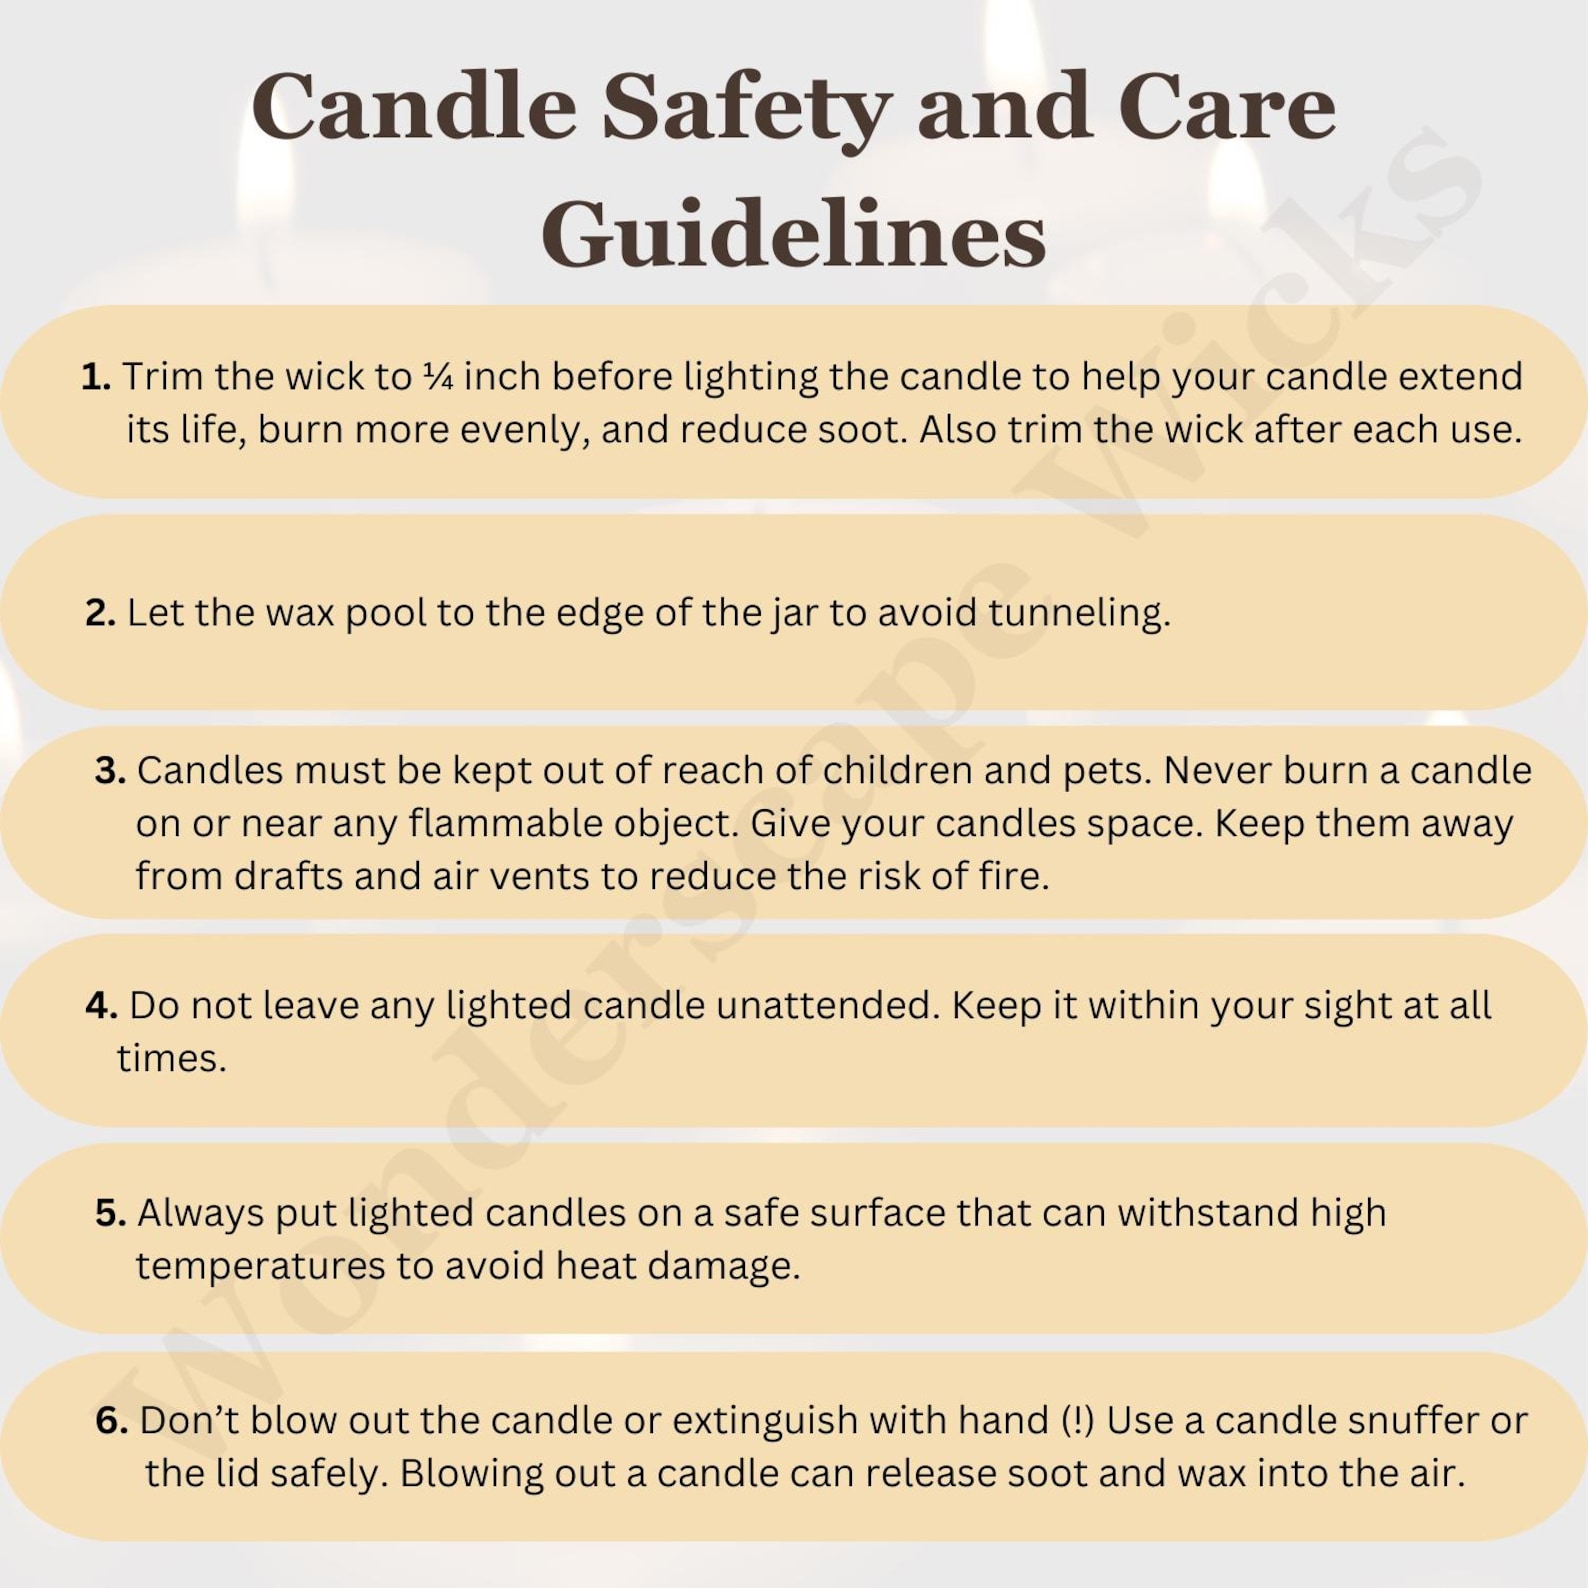 Candle Safety and Care
Guidelines
1. Trim the wick to ¼ inch before lighting the candle to help your candle extend
its life, burn more evenly, and reduce soot. Also trim the wick after each use.
2. Let the wax pool to the edge of the jar to avoid tunneling.
3. Candles must be kept out of reach of children and pets. Never burn a candle
on or near any flammable object. Give your candles space. Keep them away
from drafts and air vents to reduce the risk of fire.
4. Do not leave any lighted candle unattended. Keep it within your sight at all
times.
5. Always put lighted candles on a safe surface that can withstand high
temperatures to avoid heat damage.
6. Don’t blow out the candle or extinguish with hand (!) Use a candle snuffer or
the lid safely. Blowing out a candle can release soot and wax into the air.
Wonderscape Wicks